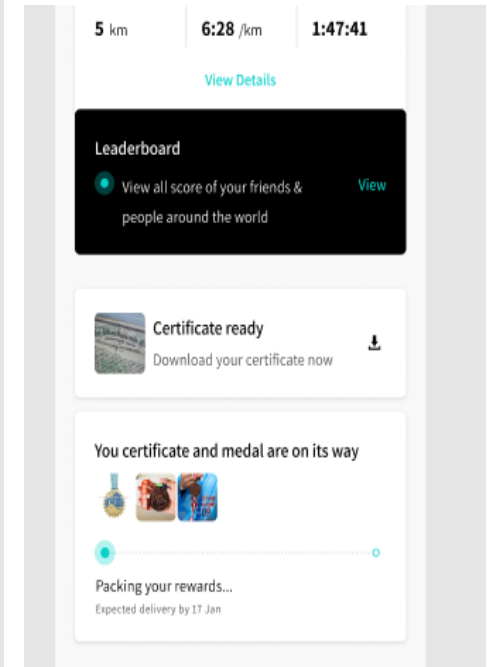 5 km 6:28 /km 1:47:41
View Details
Leaderboard
View all score of your friends & View
people around the world
Certificate ready
Download your certificate now
You certificate and medal are on its way
Packing your rewards...
Expected delivery by 17 Jan